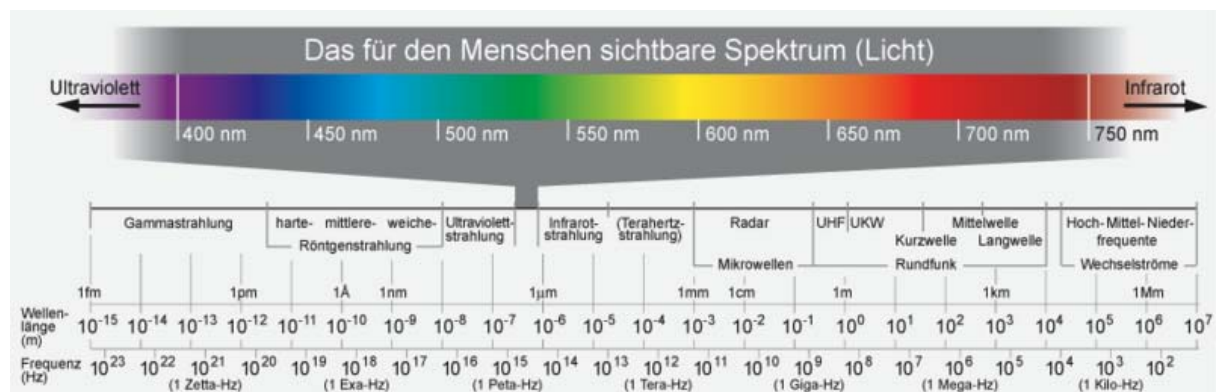 Das für den Menschen sichtbare Spektrum (Licht)
Ultraviolett
Infrarot
400 nm 450 nm 500 nm 550 nm 600 nm 650 nm 700 nm 750 nm
Gammastrahlung harte- mittlere- weiche- Ultraviolett- Infrarot- (Terahertz- Radar UHF UKW Mittelwelle Hoch- Mittel- Nieder-
Röntgenstrahlung strahlung strahlung strahlung) Kurzwelle Langwelle frequente
Mikrowellen Rundfunk Wechselströme
1fm 1pm 1Å 1nm 1µm 1mm 1cm 1m 1km 1Mm
Wellen-
länge
(m)
10⁻¹⁵ 10⁻¹⁴ 10⁻¹³ 10⁻¹² 10⁻¹¹ 10⁻¹⁰ 10⁻⁹ 10⁻⁸ 10⁻⁷ 10⁻⁶ 10⁻⁵ 10⁻⁴ 10⁻³ 10⁻² 10⁻¹ 10⁰ 10¹ 10² 10³ 10⁴ 10⁵ 10⁶ 10⁷
Frequenz
(Hz)
10²³ 10²² 10²¹ 10²⁰ 10¹⁹ 10¹⁸ 10¹⁷ 10¹⁶ 10¹⁵ 10¹⁴ 10¹³ 10¹² 10¹¹ 10¹⁰ 10⁹ 10⁸ 10⁷ 10⁶ 10⁵ 10⁴ 10³ 10²
(1 Zetta-Hz) (1 Exa-Hz) (1 Peta-Hz) (1 Tera-Hz) (1 Giga-Hz) (1 Mega-Hz) (1 Kilo-Hz)